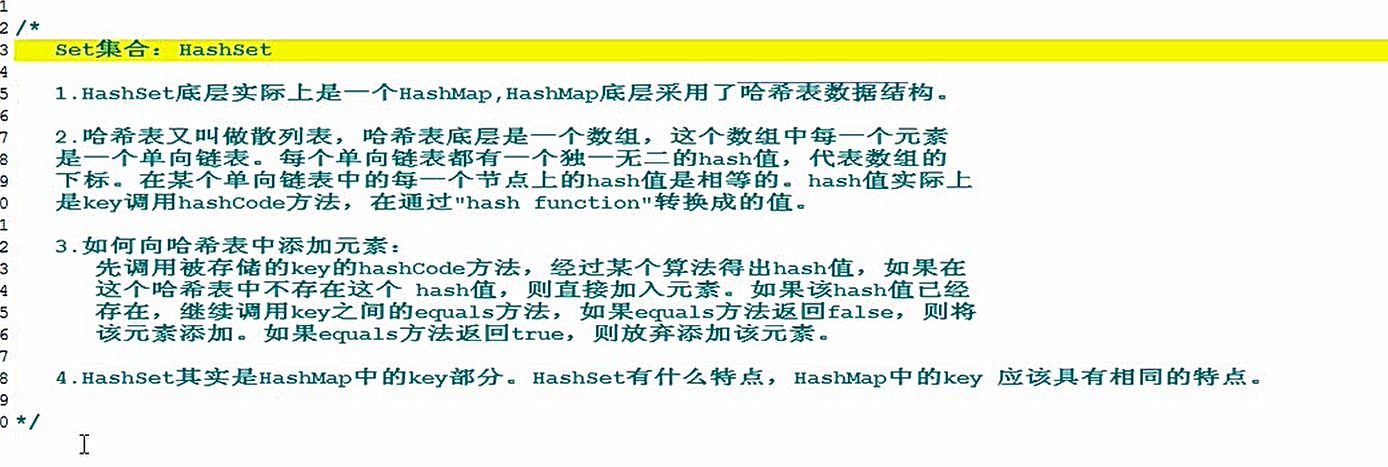 1
2 /*
3 Set集合: HashSet
4
5 1.HashSet底层实际上是一个HashMap,HashMap底层采用了哈希表数据结构。
6
7 2.哈希表又叫做散列表，哈希表底层是一个数组，这个数组中每一个元素
8 是一个单向链表。每个单向链表都有一个独一无二的hash值，代表数组的
9 下标。在某个单向链表中的每一个节点上的hash值是相等的。hash值实际上
0 是key调用hashCode方法，在通过"hash function"转换成的值。
1
2 3.如何向哈希表中添加元素：
3 先调用被存储的key的hashCode方法，经过某个算法得出hash值，如果在
4 这个哈希表中不存在这个 hash值，则直接加入元素。如果该hash值已经
5 存在，继续调用key之间的equals方法，如果equals方法返回false，则将
6 该元素添加。如果equals方法返回true，则放弃添加该元素。
7
8 4.HashSet其实是HashMap中的key部分。HashSet有什么特点，HashMap中的key 应该具有相同的特点。
9
0 */